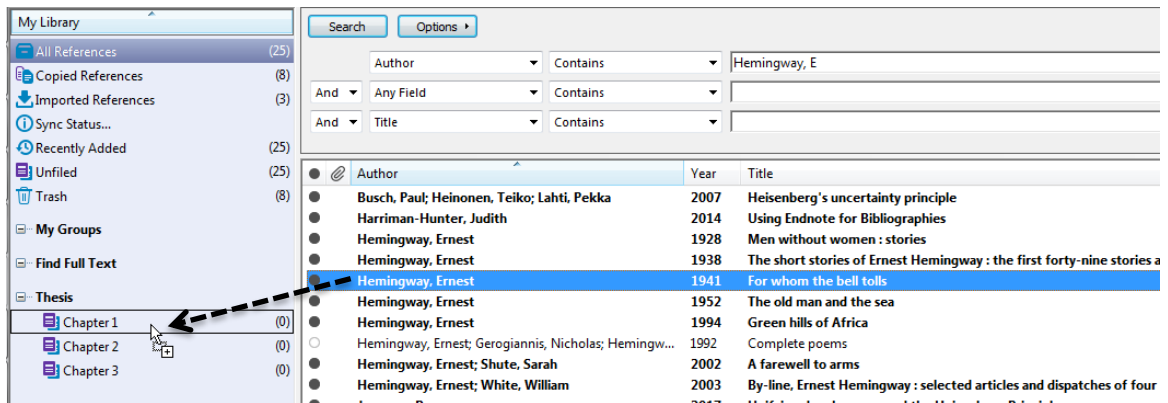 My Library
All References (25)
Copied References (8)
Imported References (3)
Sync Status...
Recently Added (25)
Unfiled (25)
Trash (8)
My Groups
Find Full Text
Thesis
Chapter 1 (0)
Chapter 2 (0)
Chapter 3 (0)
Search Options
Author Contains Hemingway, E
And Any Field Contains
And Title Contains
Author Year Title
Busch, Paul; Heinonen, Teiko; Lahti, Pekka 2007 Heisenberg's uncertainty principle
Harriman-Hunter, Judith 2014 Using Endnote for Bibliographies
Hemingway, Ernest 1928 Men without women : stories
Hemingway, Ernest 1938 The short stories of Ernest Hemingway : the first forty-nine stories a
Hemingway, Ernest 1941 For whom the bell tolls
Hemingway, Ernest 1952 The old man and the sea
Hemingway, Ernest 1994 Green hills of Africa
Hemingway, Ernest; Gerogiannis, Nicholas; Hemingw... 1992 Complete poems
Hemingway, Ernest; Shute, Sarah 2002 A farewell to arms
Hemingway, Ernest; White, William 2003 By-line, Ernest Hemingway : selected articles and dispatches of four